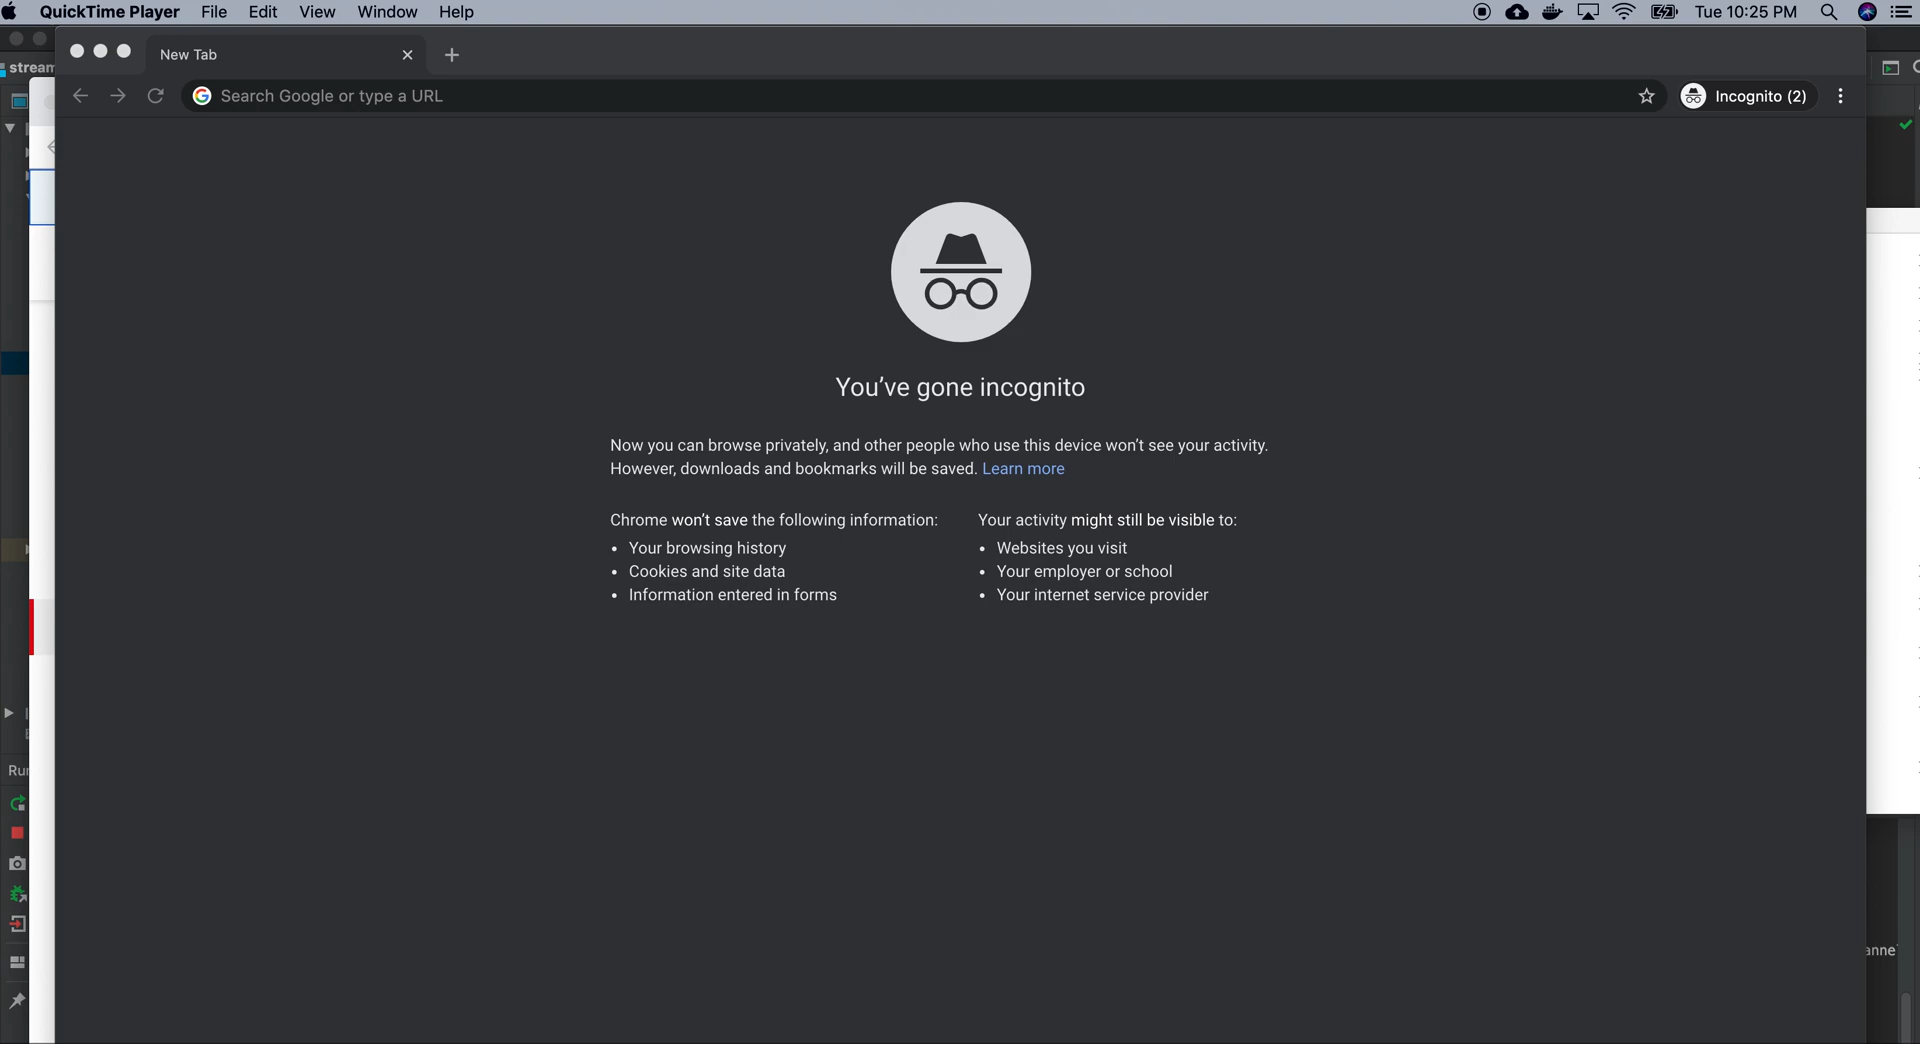 QuickTime Player File Edit View Window Help Tue 10:25 PM
New Tab
stream
Search Google or type a URL
Incognito (2)
You've gone incognito
Now you can browse privately, and other people who use this device won't see your activity.
However, downloads and bookmarks will be saved. Learn more
Chrome won't save the following information:
• Your browsing history
• Cookies and site data
• Information entered in forms
Your activity might still be visible to:
• Websites you visit
• Your employer or school
• Your internet service provider
Run
anne